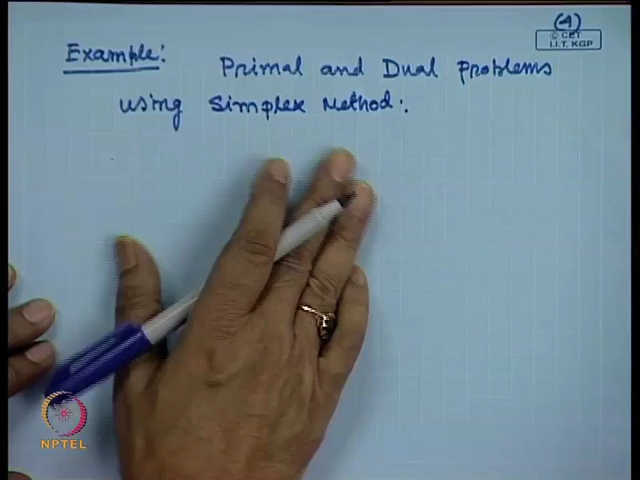 (4)
© CET
I.I.T. KGP
Example: Primal and Dual Problems
using Simplex Method:.
NPTEL